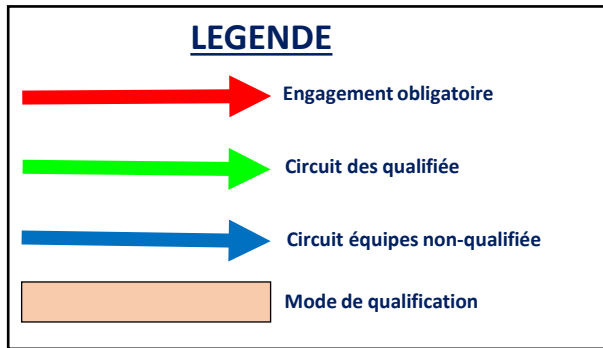 LEGENDE
Engagement obligatoire
Circuit des qualifiée
Circuit équipes non-qualifiée
Mode de qualification